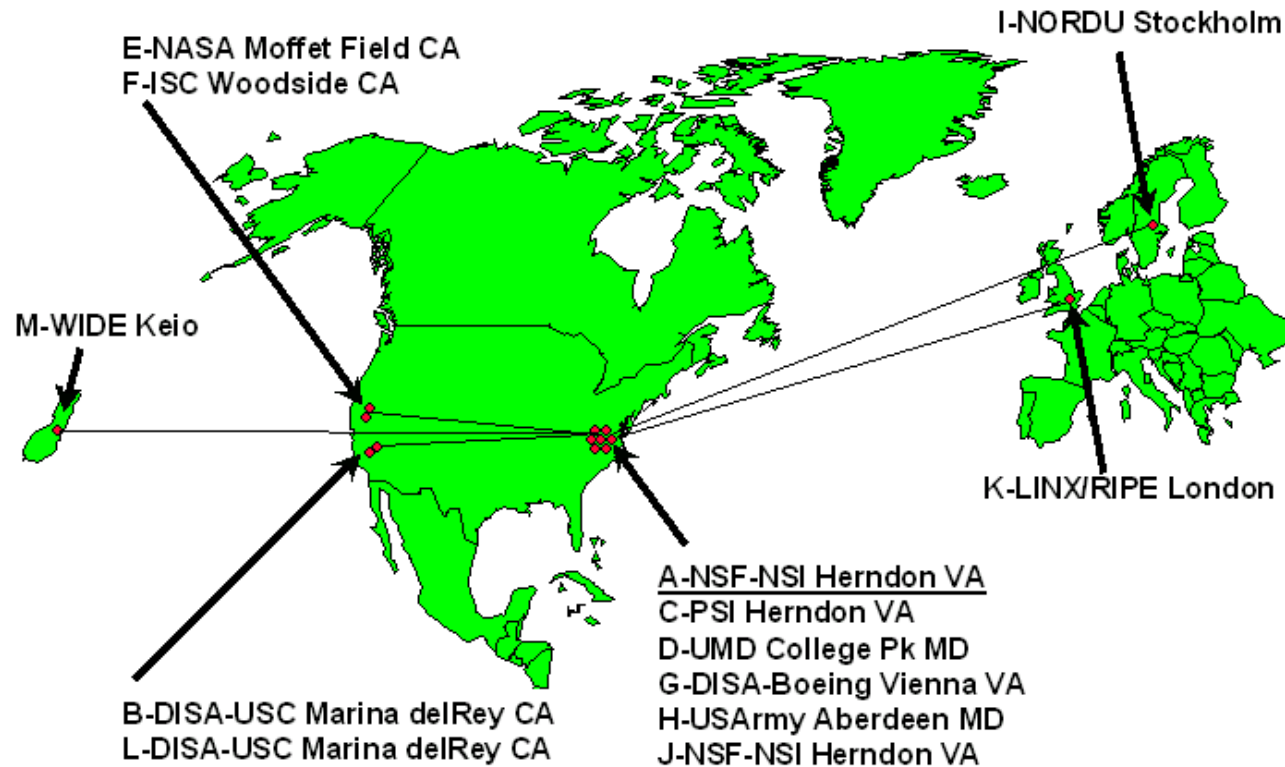 E-NASA Moffet Field CA
F-ISC Woodside CA
I-NORDU Stockholm
M-WIDE Keio
K-LINX/RIPE London
A-NSF-NSI Herndon VA
C-PSI Herndon VA
D-UMD College Pk MD
G-DISA-Boeing Vienna VA
H-USArmy Aberdeen MD
J-NSF-NSI Herndon VA
B-DISA-USC Marina delRey CA
L-DISA-USC Marina delRey CA